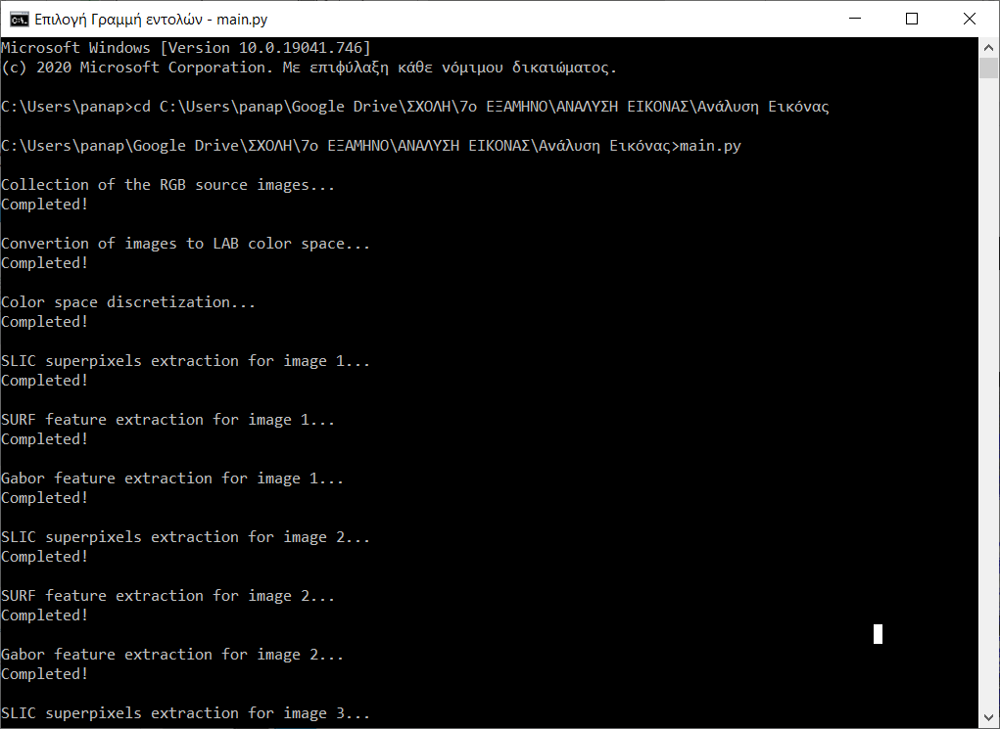 Επιλογή Γραμμή εντολών - main.py
Microsoft Windows [Version 10.0.19041.746]
(c) 2020 Microsoft Corporation. Με επιφύλαξη κάθε νόμιμου δικαιώματος.
C:\Users\panap>cd C:\Users\panap\Google Drive\ΣΧΟΛΗ\7ο ΕΞΑΜΗΝΟ\ΑΝΑΛΥΣΗ ΕΙΚΟΝΑΣ\Ανάλυση Εικόνας
C:\Users\panap\Google Drive\ΣΧΟΛΗ\7ο ΕΞΑΜΗΝΟ\ΑΝΑΛΥΣΗ ΕΙΚΟΝΑΣ\Ανάλυση Εικόνας>main.py
Collection of the RGB source images...
Completed!
Convertion of images to LAB color space...
Completed!
Color space discretization...
Completed!
SLIC superpixels extraction for image 1...
Completed!
SURF feature extraction for image 1...
Completed!
Gabor feature extraction for image 1...
Completed!
SLIC superpixels extraction for image 2...
Completed!
SURF feature extraction for image 2...
Completed!
Gabor feature extraction for image 2...
Completed!
SLIC superpixels extraction for image 3...